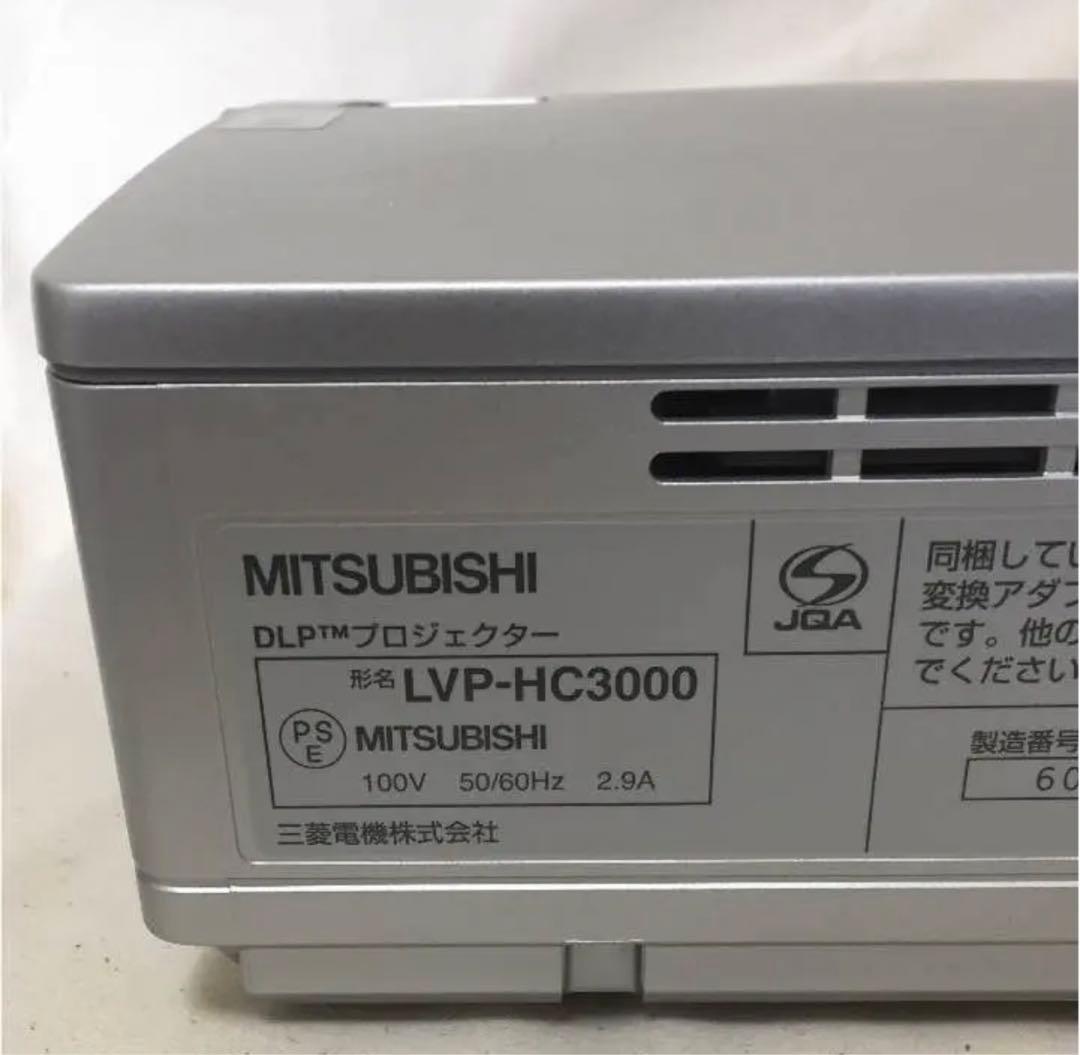 MITSUBISHI
DLP™プロジェクター
形名 LVP-HC3000
PSE MITSUBISHI
100V 50/60Hz 2.9A
三菱電機株式会社
JQA
同梱してい
変換アダプ
です。他の
でください
製造番号
60